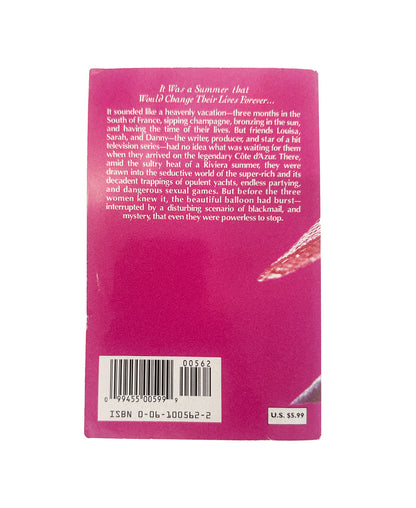 It Was a Summer that
Would Change Their Lives Forever...
It sounded like a heavenly vacation—three months in the
South of France, sipping champagne, bronzing in the sun,
and having the time of their lives. But friends Louisa,
Sarah, and Danny—the writer, producer, and star of a hit
television series—had no idea what was waiting for them
when they arrived on the legendary Côte d'Azur. There,
amid the sultry heat of a Riviera summer, they were
drawn into the seductive world of the super-rich and its
decadent trappings of opulent yachts, endless partying,
and dangerous sexual games. But before the three
women knew it, the beautiful balloon had burst—
interrupted by a disturbing scenario of blackmail, and
mystery, that even they were powerless to stop.
00562
0 99455 00599 9
ISBN 0-06-100562-2
U.S. $5.99